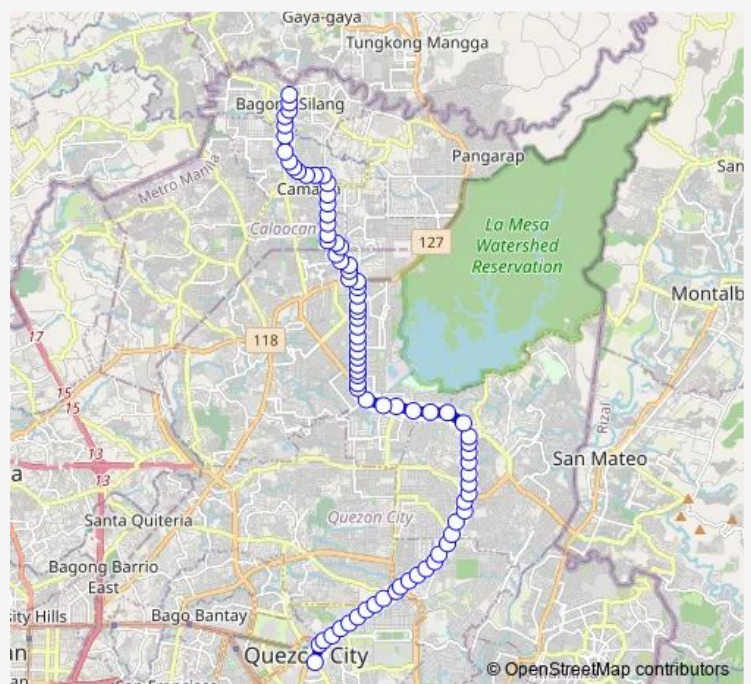 Gaya-gaya
Tungkong Mangga
Bagong Silang
Pangarap
San
Metro Manila
Caloocan
La Mesa
Watershed
Reservation
127
Montalb
17
118
15
15
Rizal
13
13
San Mateo
Santa Quiteria
Quezon City
Bagong Barrio
East
sity Hills
Bago Bantay
Quezon City
© OpenStreetMap contributors